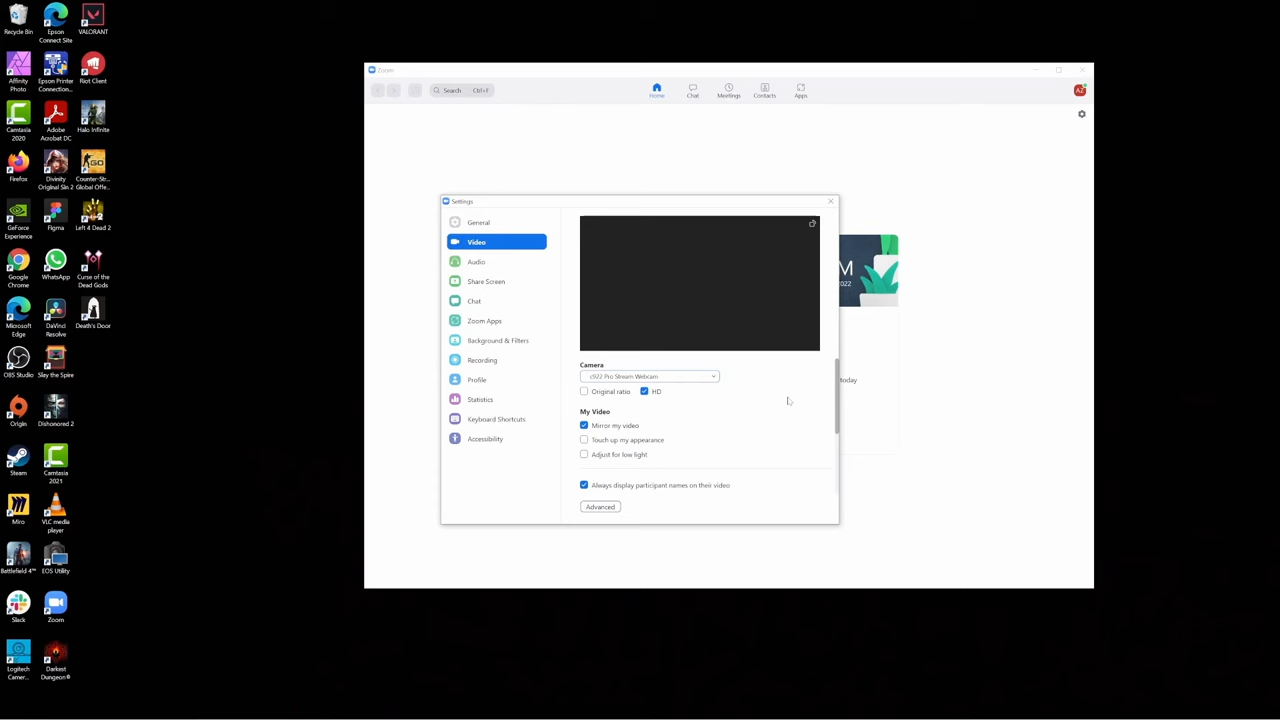 Recycle Bin
Epson Connect Site
VALORANT
Affinity Photo
Epson Printer Connection...
Riot Client
Camtasia 2020
Adobe Acrobat DC
Halo Infinite
Firefox
Divinity Original Sin 2
Counter-Str... Global Offe...
GeForce Experience
Figma
Left 4 Dead 2
Google Chrome
WhatsApp
Curse of the Dead Gods
Microsoft Edge
DaVinci Resolve
Death's Door
OBS Studio
Slay the Spire
Origin
Dishonored 2
Steam
Camtasia 2021
Miro
VLC media player
Battlefield 4™
EOS Utility
Slack
Zoom
Logitech Camer...
Darkest Dungeon®
Zoom
Search Ctrl+F
Home
Chat
Meetings
Contacts
Apps
AZ
M
2022
today
Settings
General
Video
Audio
Share Screen
Chat
Zoom Apps
Background & Filters
Recording
Profile
Statistics
Keyboard Shortcuts
Accessibility
Camera
c922 Pro Stream Webcam
Original ratio HD
My Video
Mirror my video
Touch up my appearance
Adjust for low light
Always display participant names on their video
Advanced